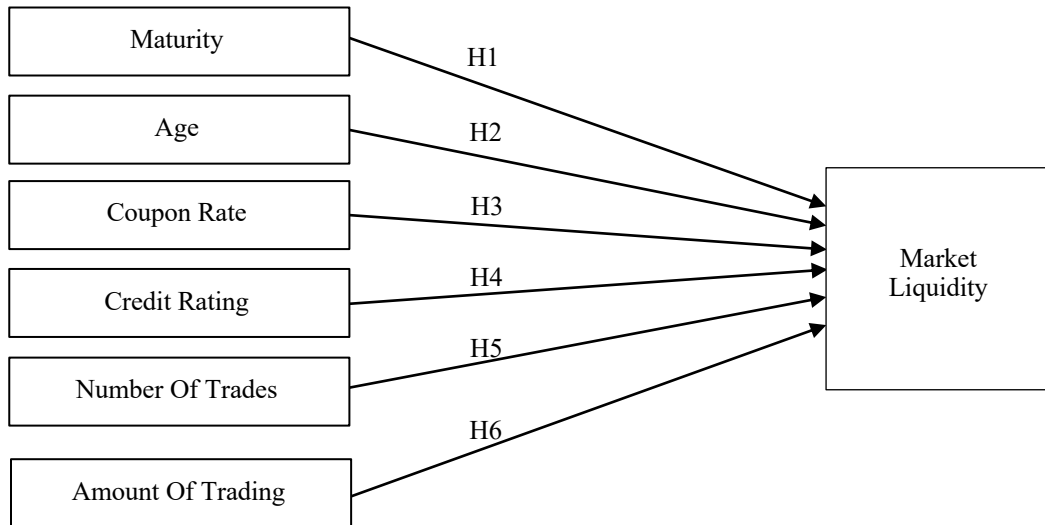 Maturity
H1
Age
H2
Coupon Rate
H3
Credit Rating
H4
Number Of Trades
H5
Amount Of Trading
H6
Market
Liquidity